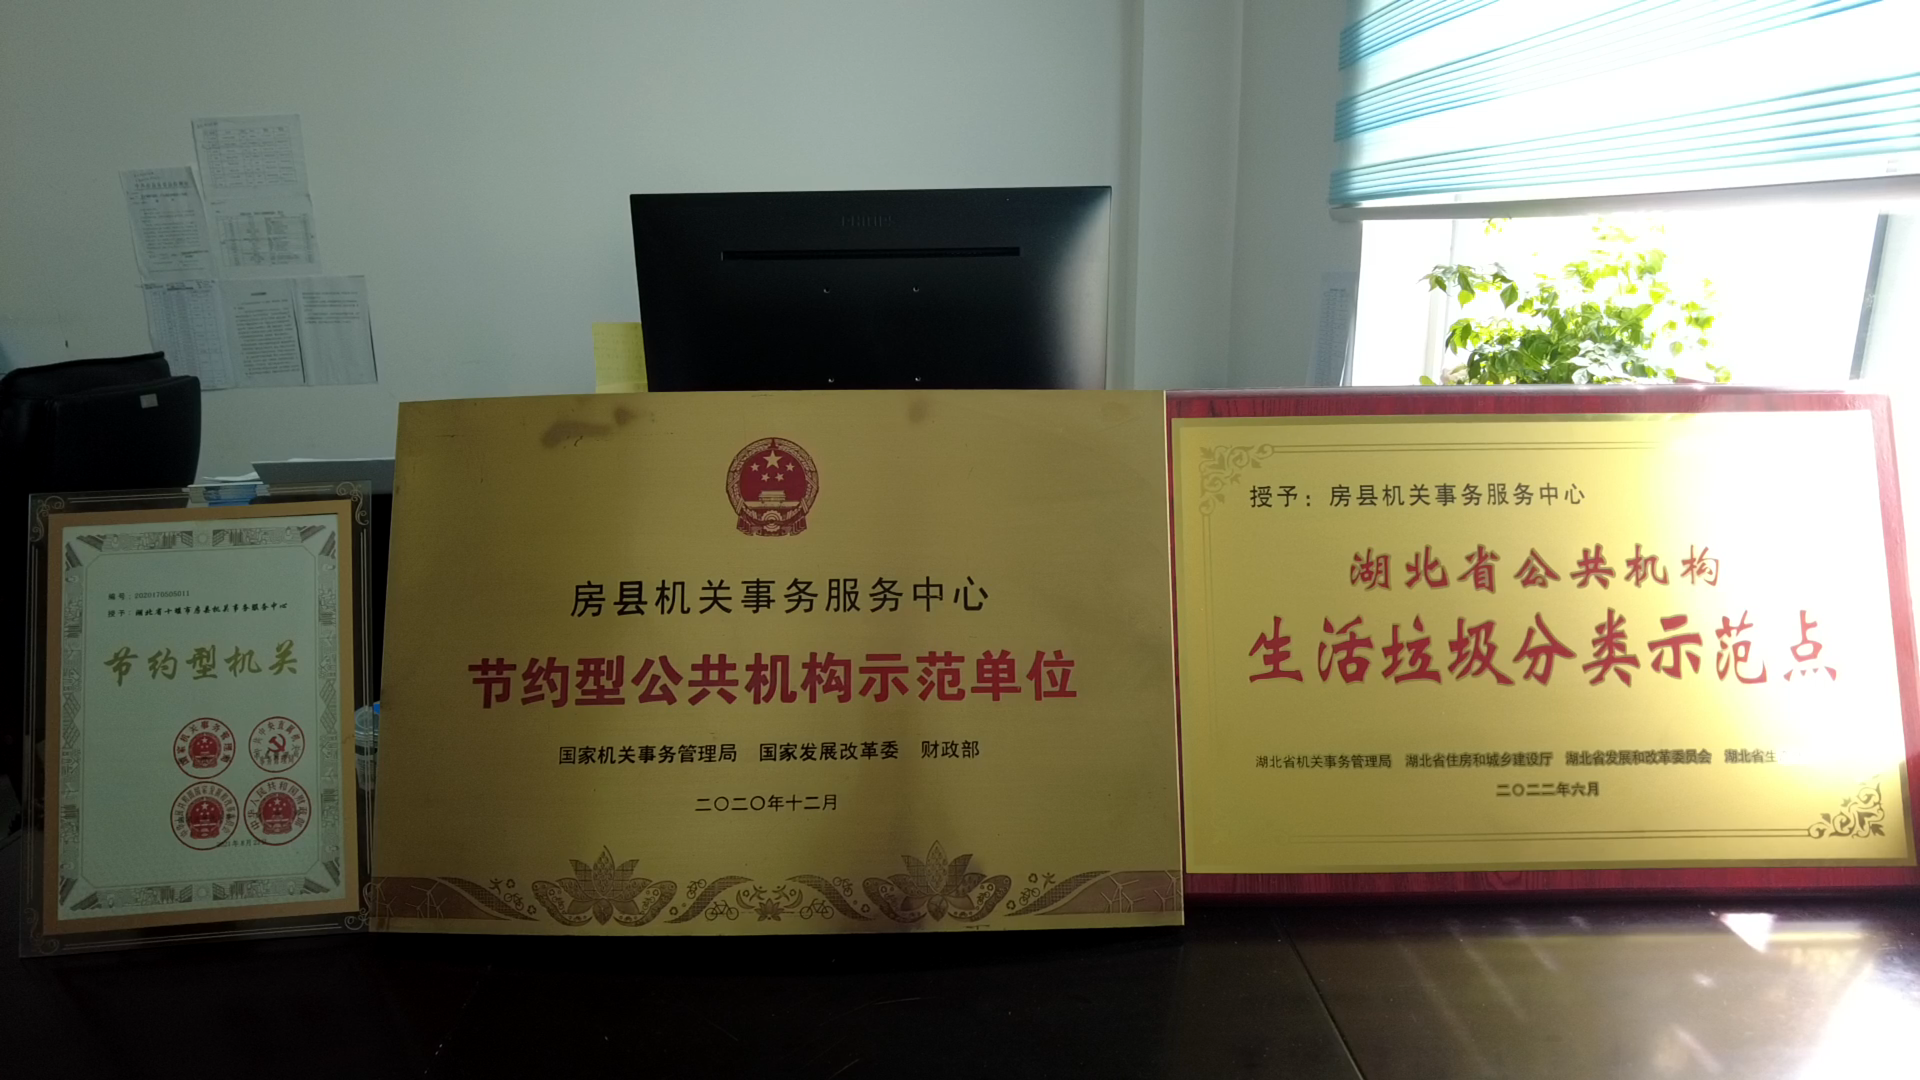 PHILIPS
编号：2020170505011
授予：湖北省十堰市房县机关事务服务中心
节约型机关
房县机关事务服务中心
节约型公共机构示范单位
国家机关事务管理局 国家发展改革委 财政部
二〇二〇年十二月
授予：房县机关事务服务中心
湖北省公共机构
生活垃圾分类示范点
湖北省机关事务管理局 湖北省住房和城乡建设厅 湖北省发展和改革委员会 湖北省生
二〇二二年六月